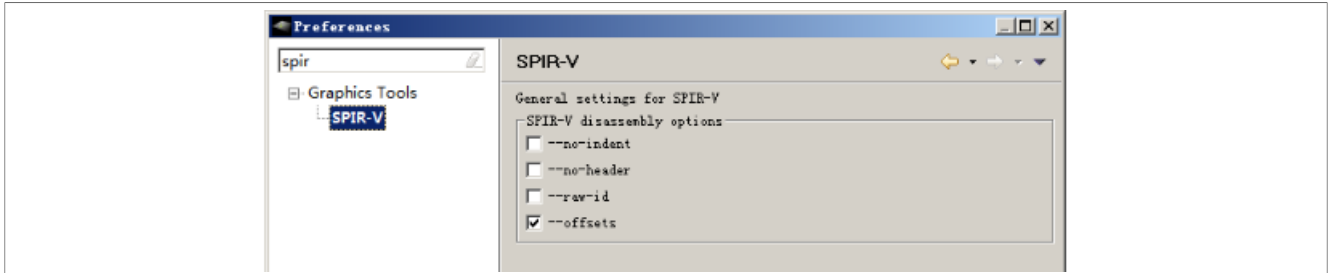 Preferences
spir
SPIR-V
Graphics Tools
SPIR-V
General settings for SPIR-V
SPIR-V disassembly options
--no-indent
--no-header
--raw-id
--offsets